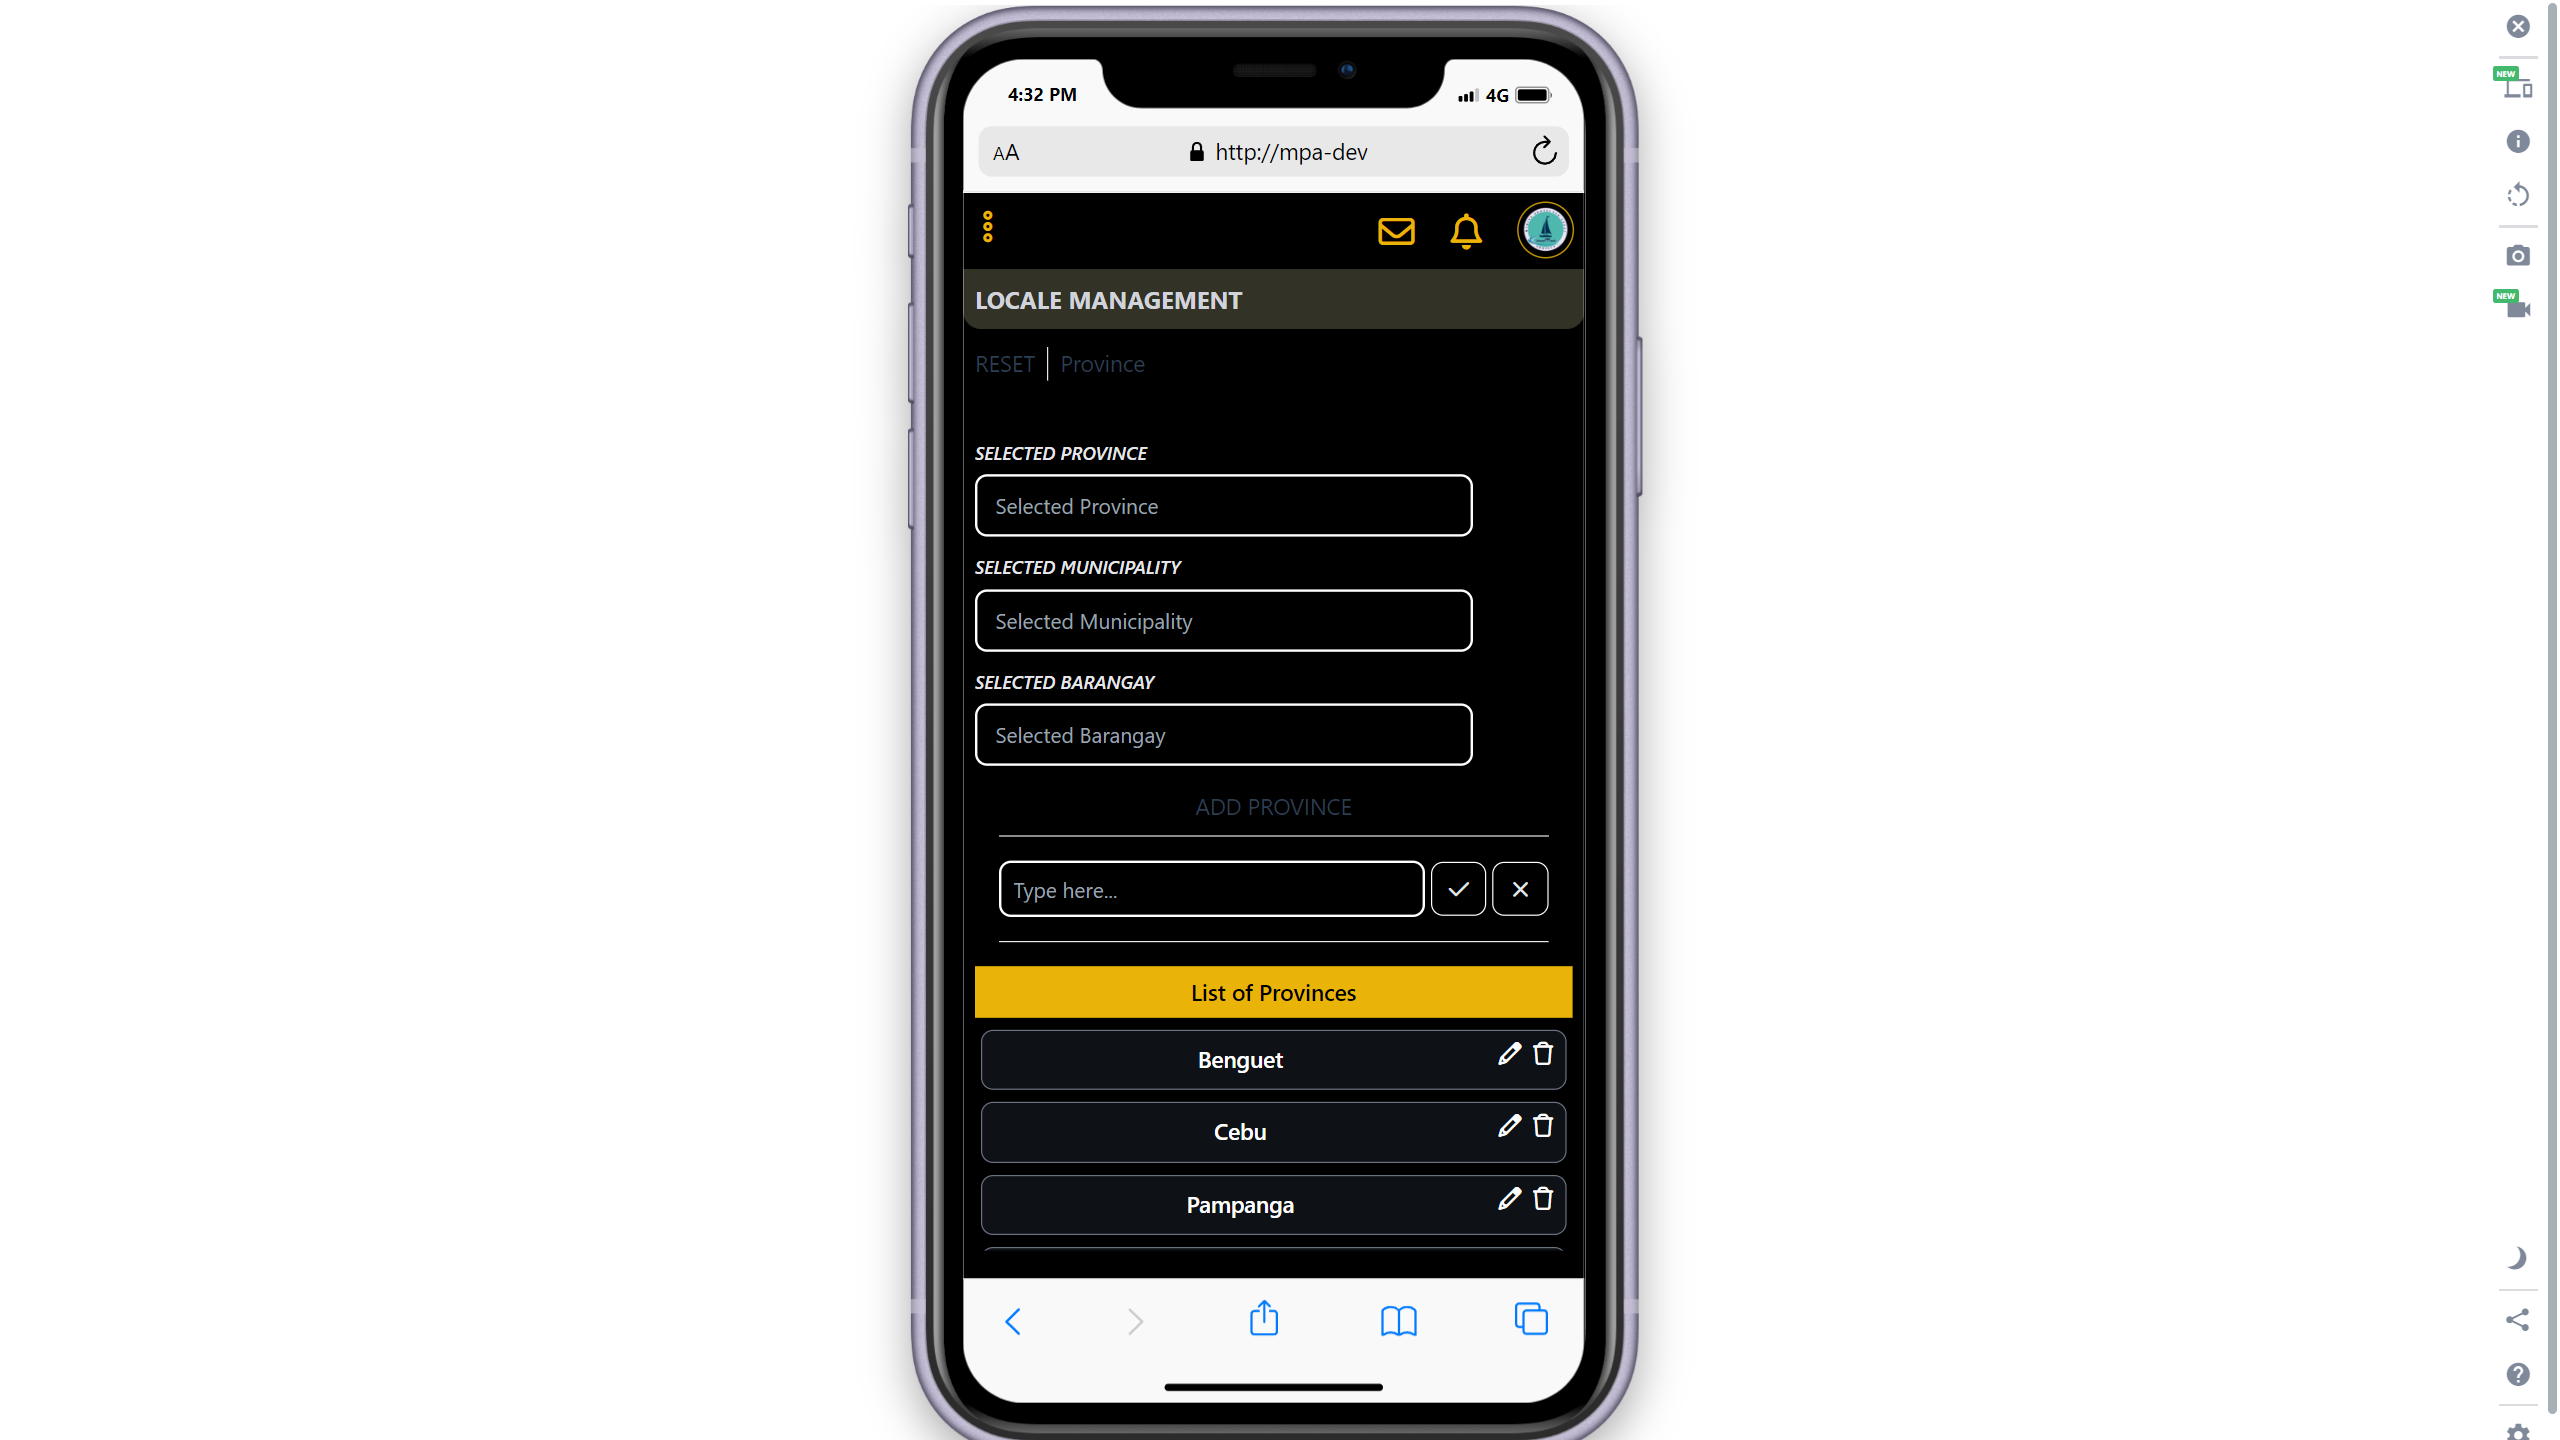 4:32 PM
4G
AA
http://mpa-dev
LOCALE MANAGEMENT
RESET
Province
SELECTED PROVINCE
Selected Province
SELECTED MUNICIPALITY
Selected Municipality
SELECTED BARANGAY
Selected Barangay
ADD PROVINCE
Type here...
List of Provinces
Benguet
Cebu
Pampanga
NEW
NEW